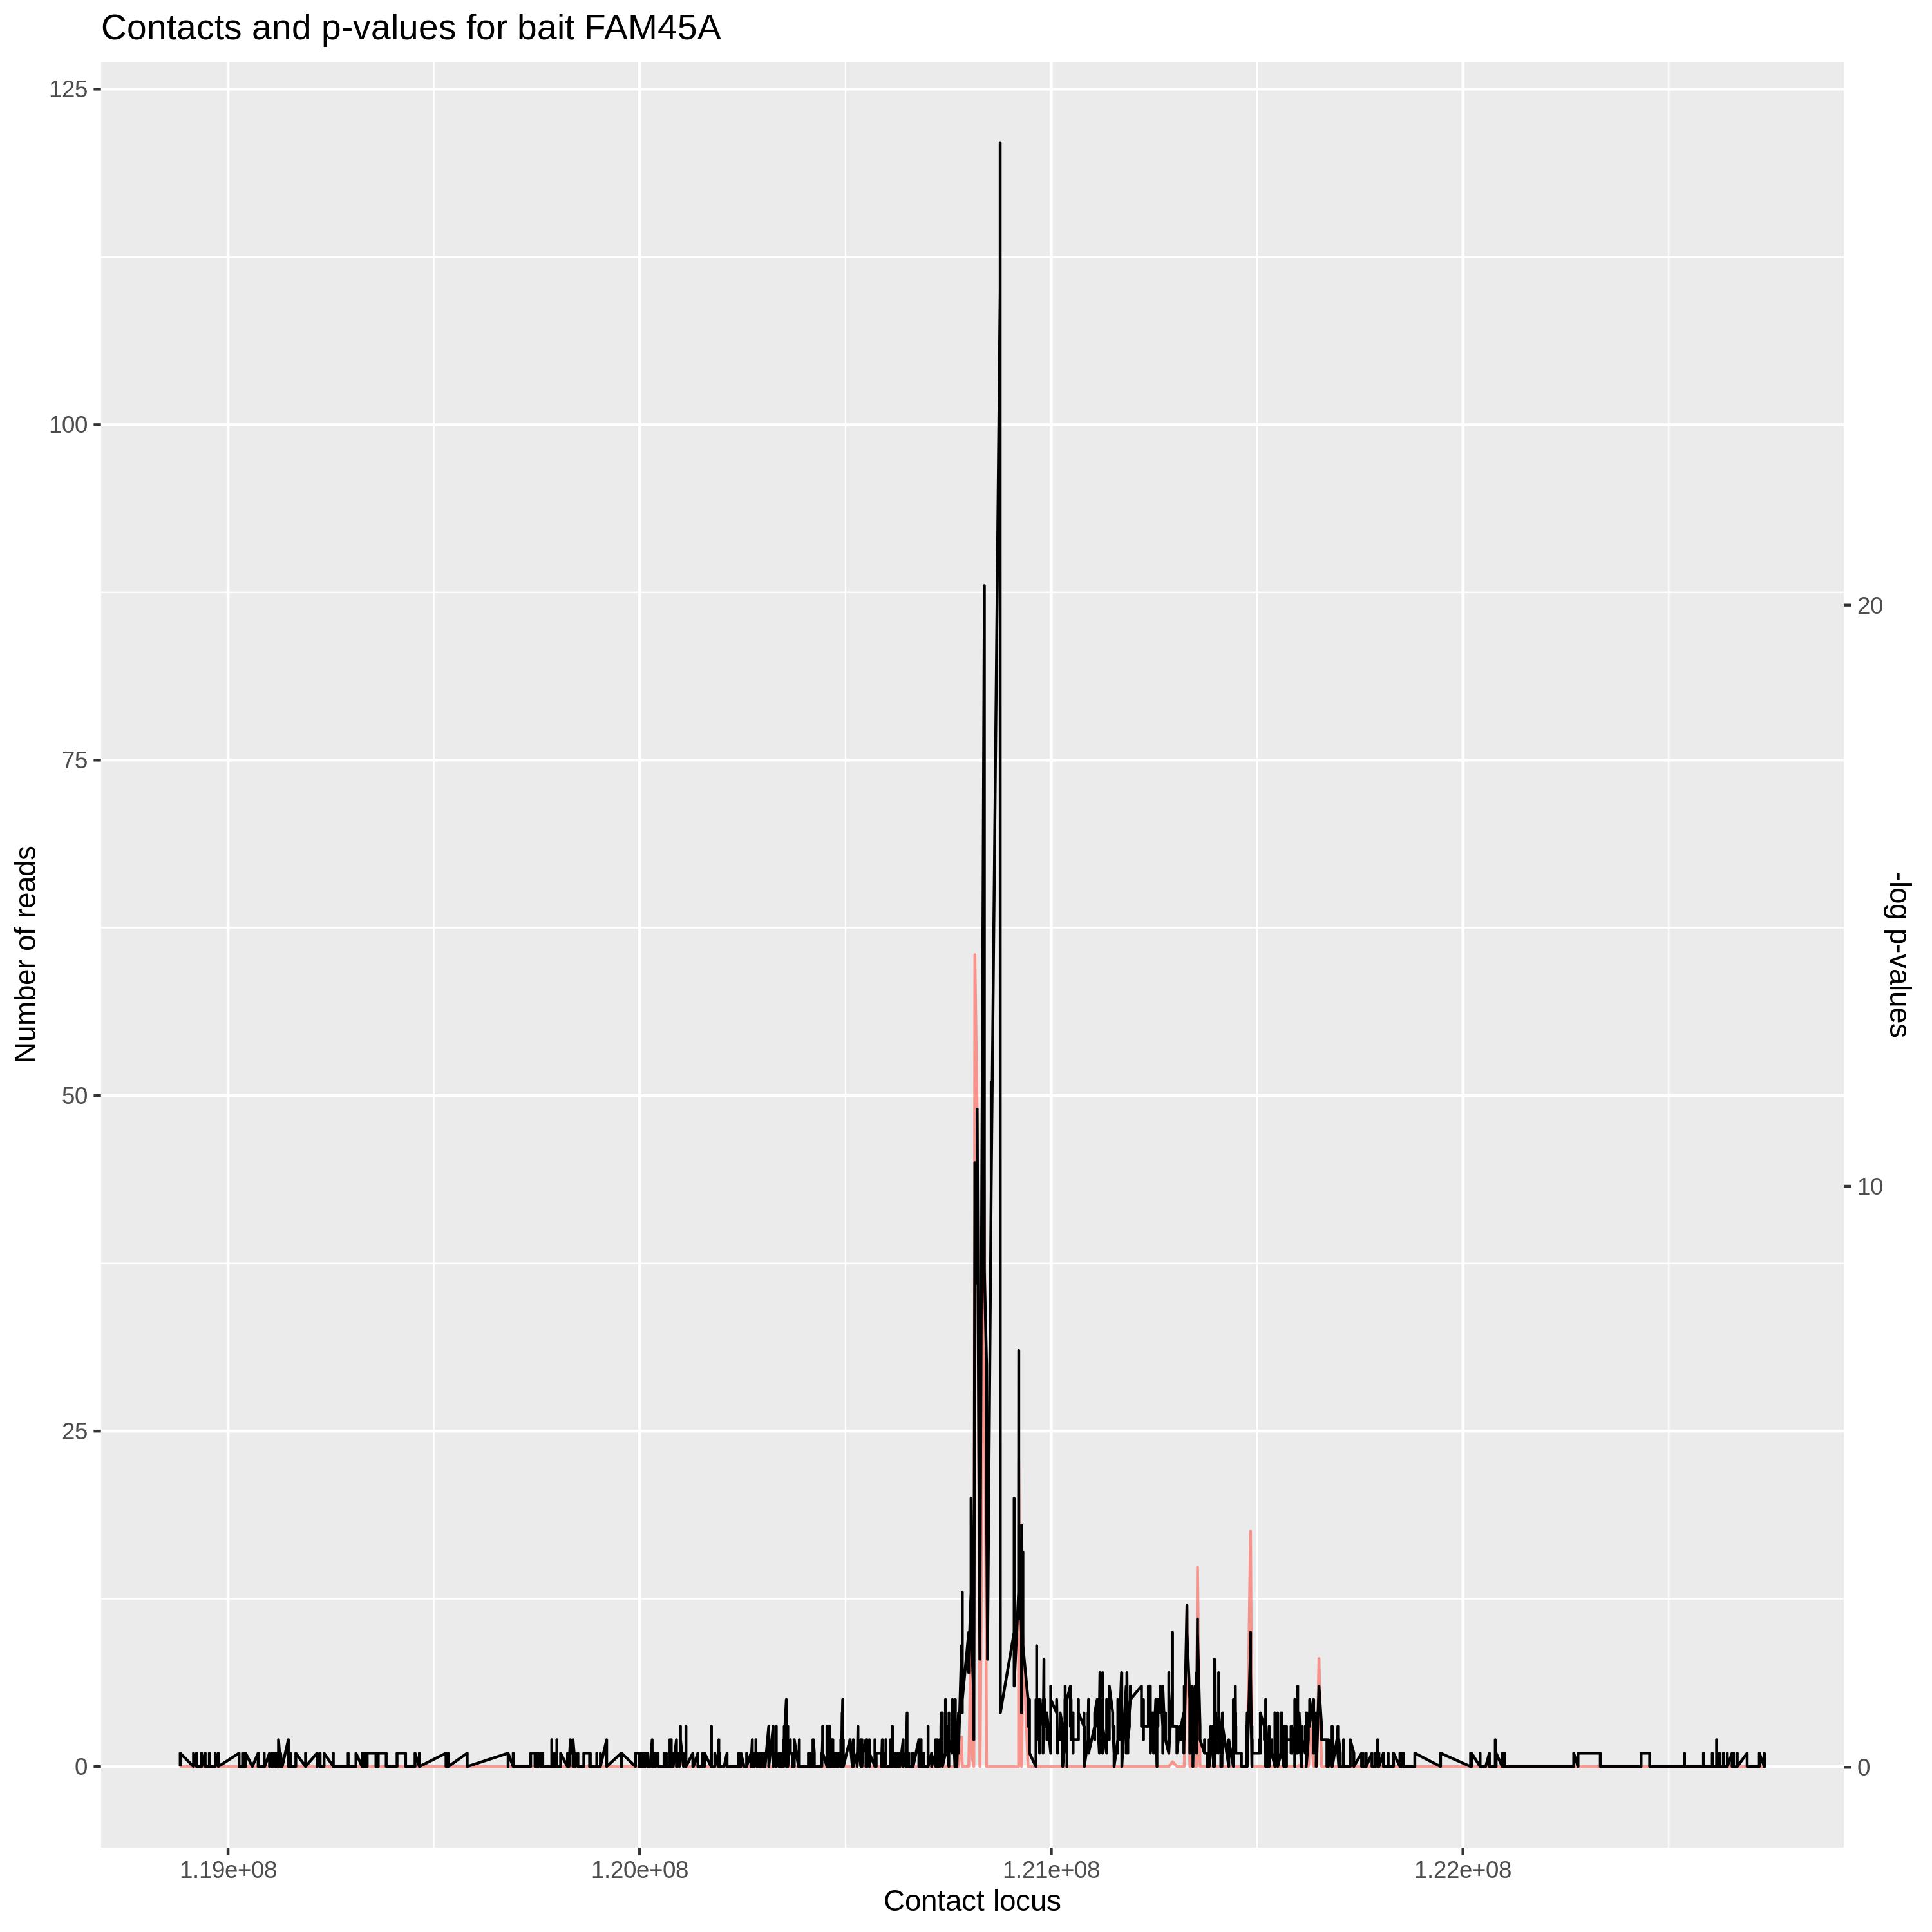 Contacts and p-values for bait FAM45A
125
100
75
50
25
0
Number of reads
20
10
0
-log p-values
1.19e+08
1.20e+08
1.21e+08
1.22e+08
Contact locus